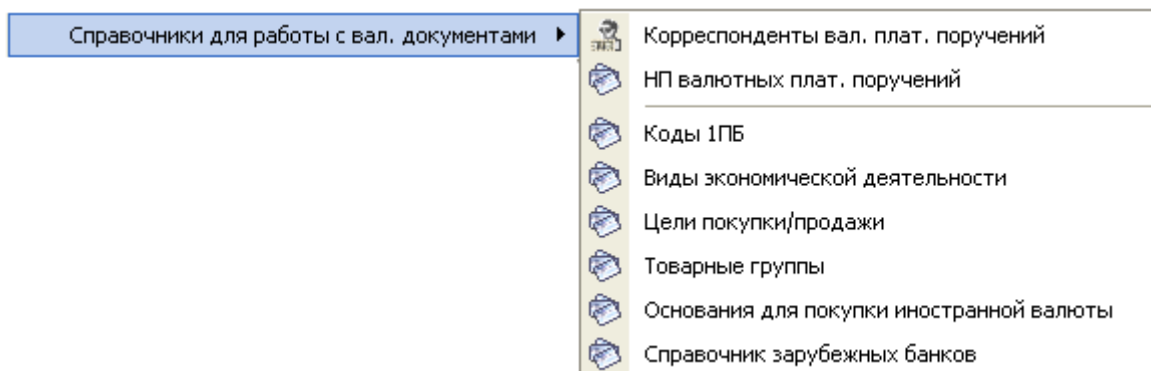 Справочники для работы с вал. документами
Корреспонденты вал. плат. поручений
НП валютных плат. поручений
Коды 1ПБ
Виды экономической деятельности
Цели покупки/продажи
Товарные группы
Основания для покупки иностранной валюты
Справочник зарубежных банков